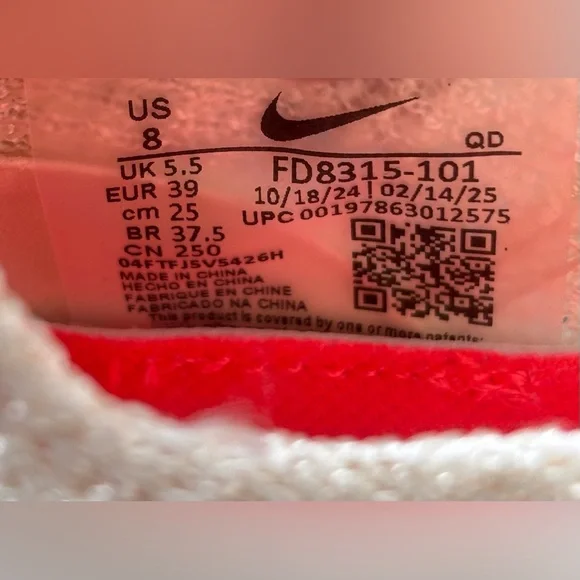 US
8
QD
UK 5.5
EUR 39
cm 25
BR 37.5
CN 250
FD8315-101
10/18/24 | 02/14/25
UPC 00197863012575
04FTFJ5V5426H
MADE IN CHINA
HECHO EN CHINA
FABRIQUE EN CHINE
FABRICADO NA CHINA
This product is covered by one or more patents: